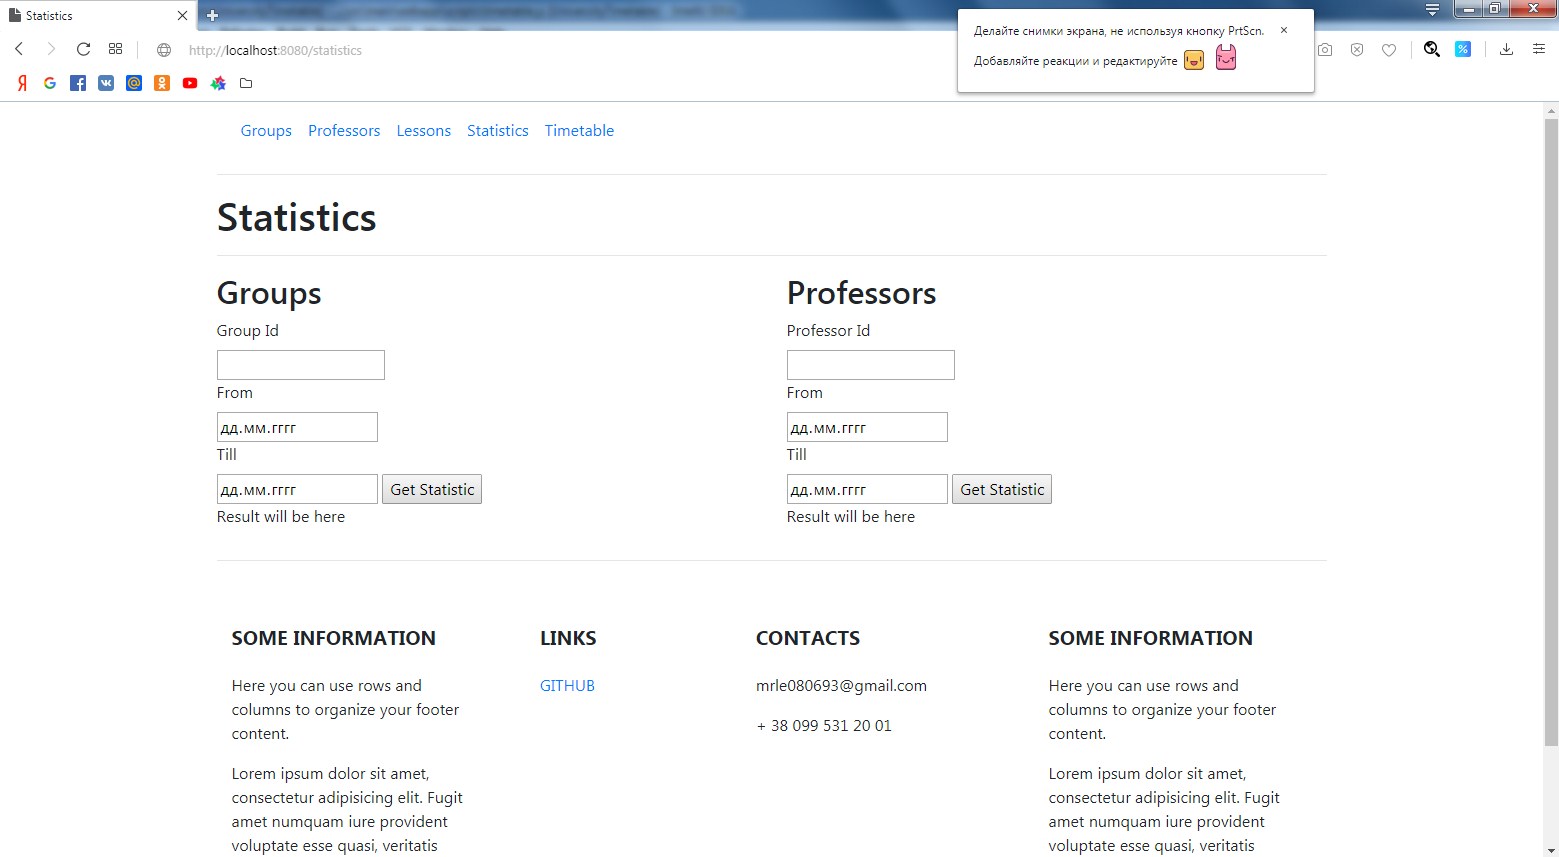 Statistics
Делайте снимки экрана, не используя кнопку PrtScn.
Добавляйте реакции и редактируйте
http://localhost:8080/statistics
Groups Professors Lessons Statistics Timetable
Statistics
Groups
Group Id
From
дд.мм.гггг
Till
дд.мм.гггг Get Statistic
Result will be here
Professors
Professor Id
From
дд.мм.гггг
Till
дд.мм.гггг Get Statistic
Result will be here
SOME INFORMATION
Here you can use rows and
columns to organize your footer
content.
Lorem ipsum dolor sit amet,
consectetur adipisicing elit. Fugit
amet numquam iure provident
voluptate esse quasi, veritatis
LINKS
GITHUB
CONTACTS
mrle080693@gmail.com
+ 38 099 531 20 01
SOME INFORMATION
Here you can use rows and
columns to organize your footer
content.
Lorem ipsum dolor sit amet,
consectetur adipisicing elit. Fugit
amet numquam iure provident
voluptate esse quasi, veritatis